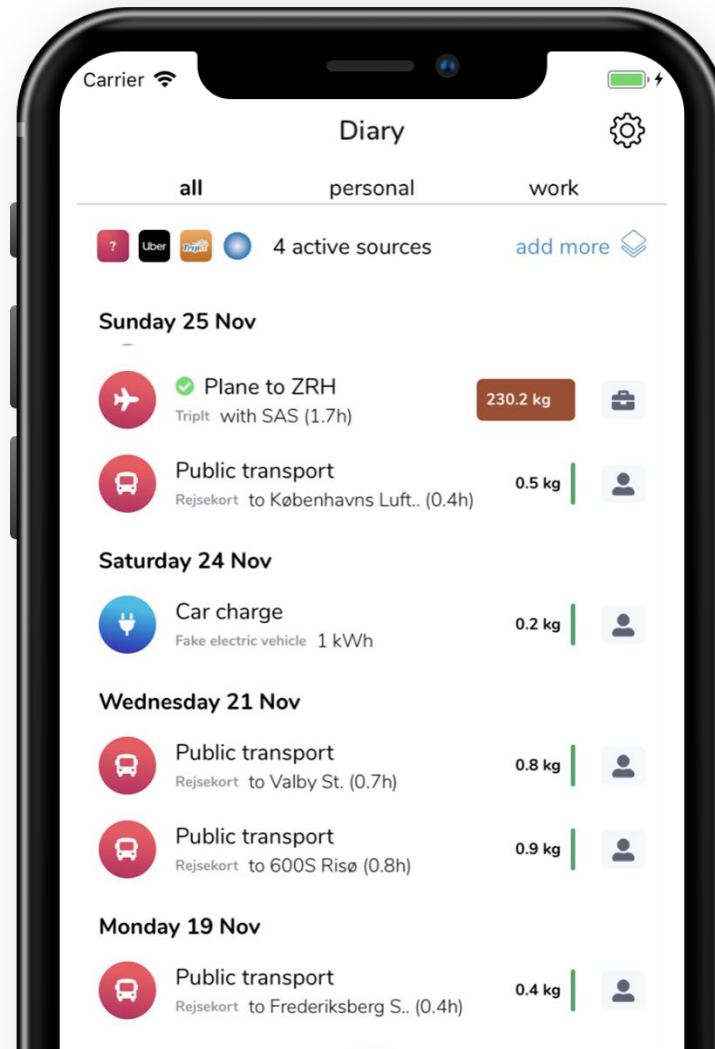 Carrier
Diary
all personal work
? Uber TripIt 4 active sources add more
Sunday 25 Nov
Plane to ZRH
TripIt with SAS (1.7h) 230.2 kg
Public transport
Rejsekort to Københavns Luft.. (0.4h) 0.5 kg
Saturday 24 Nov
Car charge
Fake electric vehicle 1 kWh 0.2 kg
Wednesday 21 Nov
Public transport
Rejsekort to Valby St. (0.7h) 0.8 kg
Public transport
Rejsekort to 600S Risø (0.8h) 0.9 kg
Monday 19 Nov
Public transport
Rejsekort to Frederiksberg S.. (0.4h) 0.4 kg